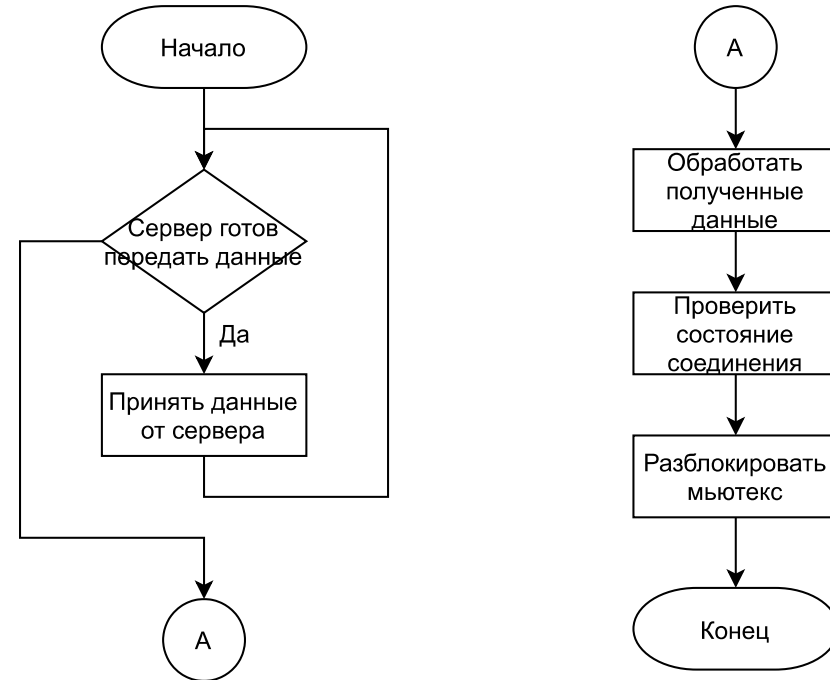 Начало
Сервер готов
передать данные
Да
Принять данные
от сервера
А
А
Обработать
полученные
данные
Проверить
состояние
соединения
Разблокировать
мьютекс
Конец